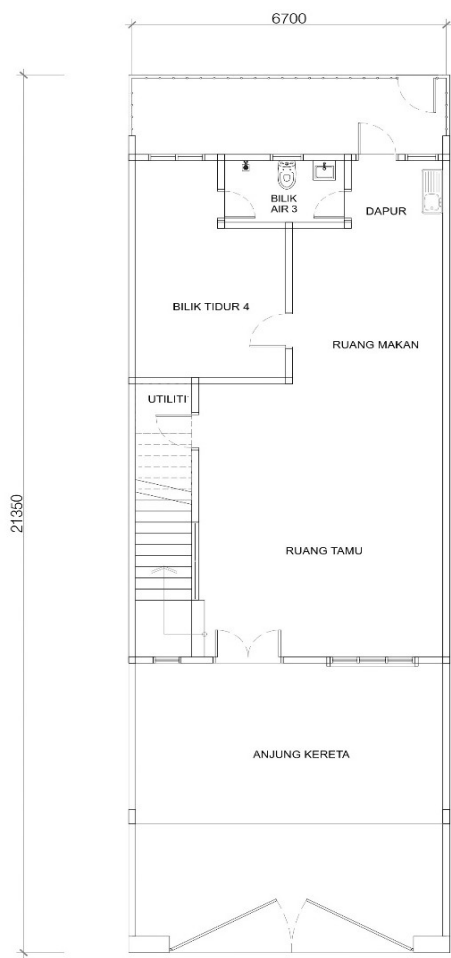 6700
BILIK
AIR 3
DAPUR
BILIK TIDUR 4
RUANG MAKAN
UTILITI
21350
RUANG TAMU
ANJUNG KERETA